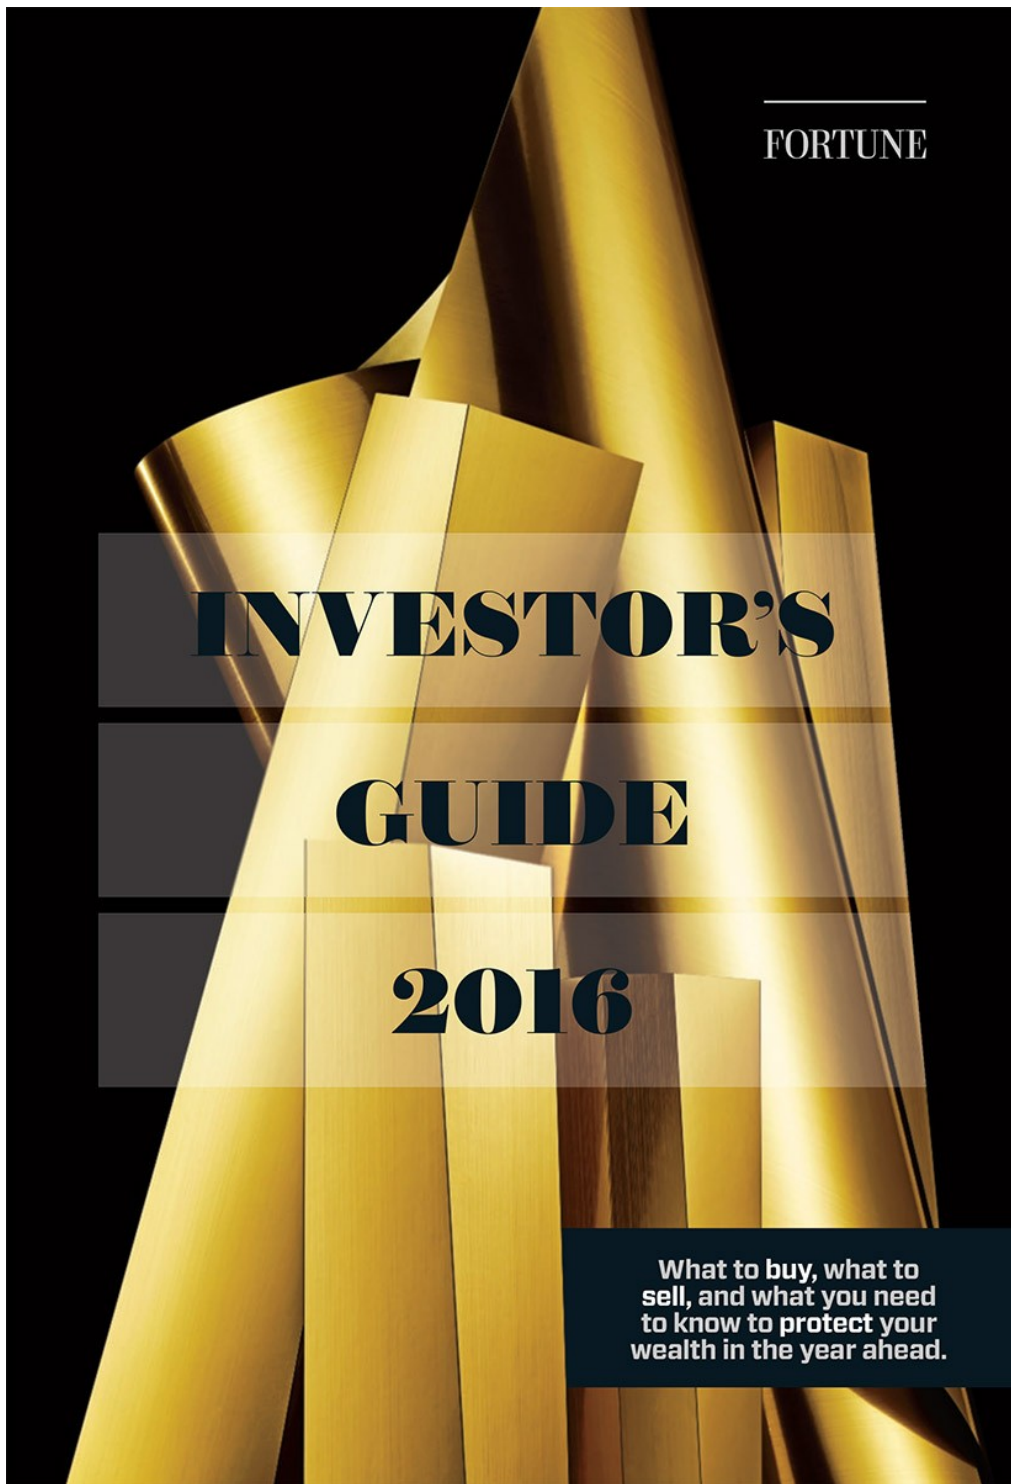 FORTUNE
INVESTOR’S
GUIDE
2016
What to buy, what to
sell, and what you need
to know to protect your
wealth in the year ahead.